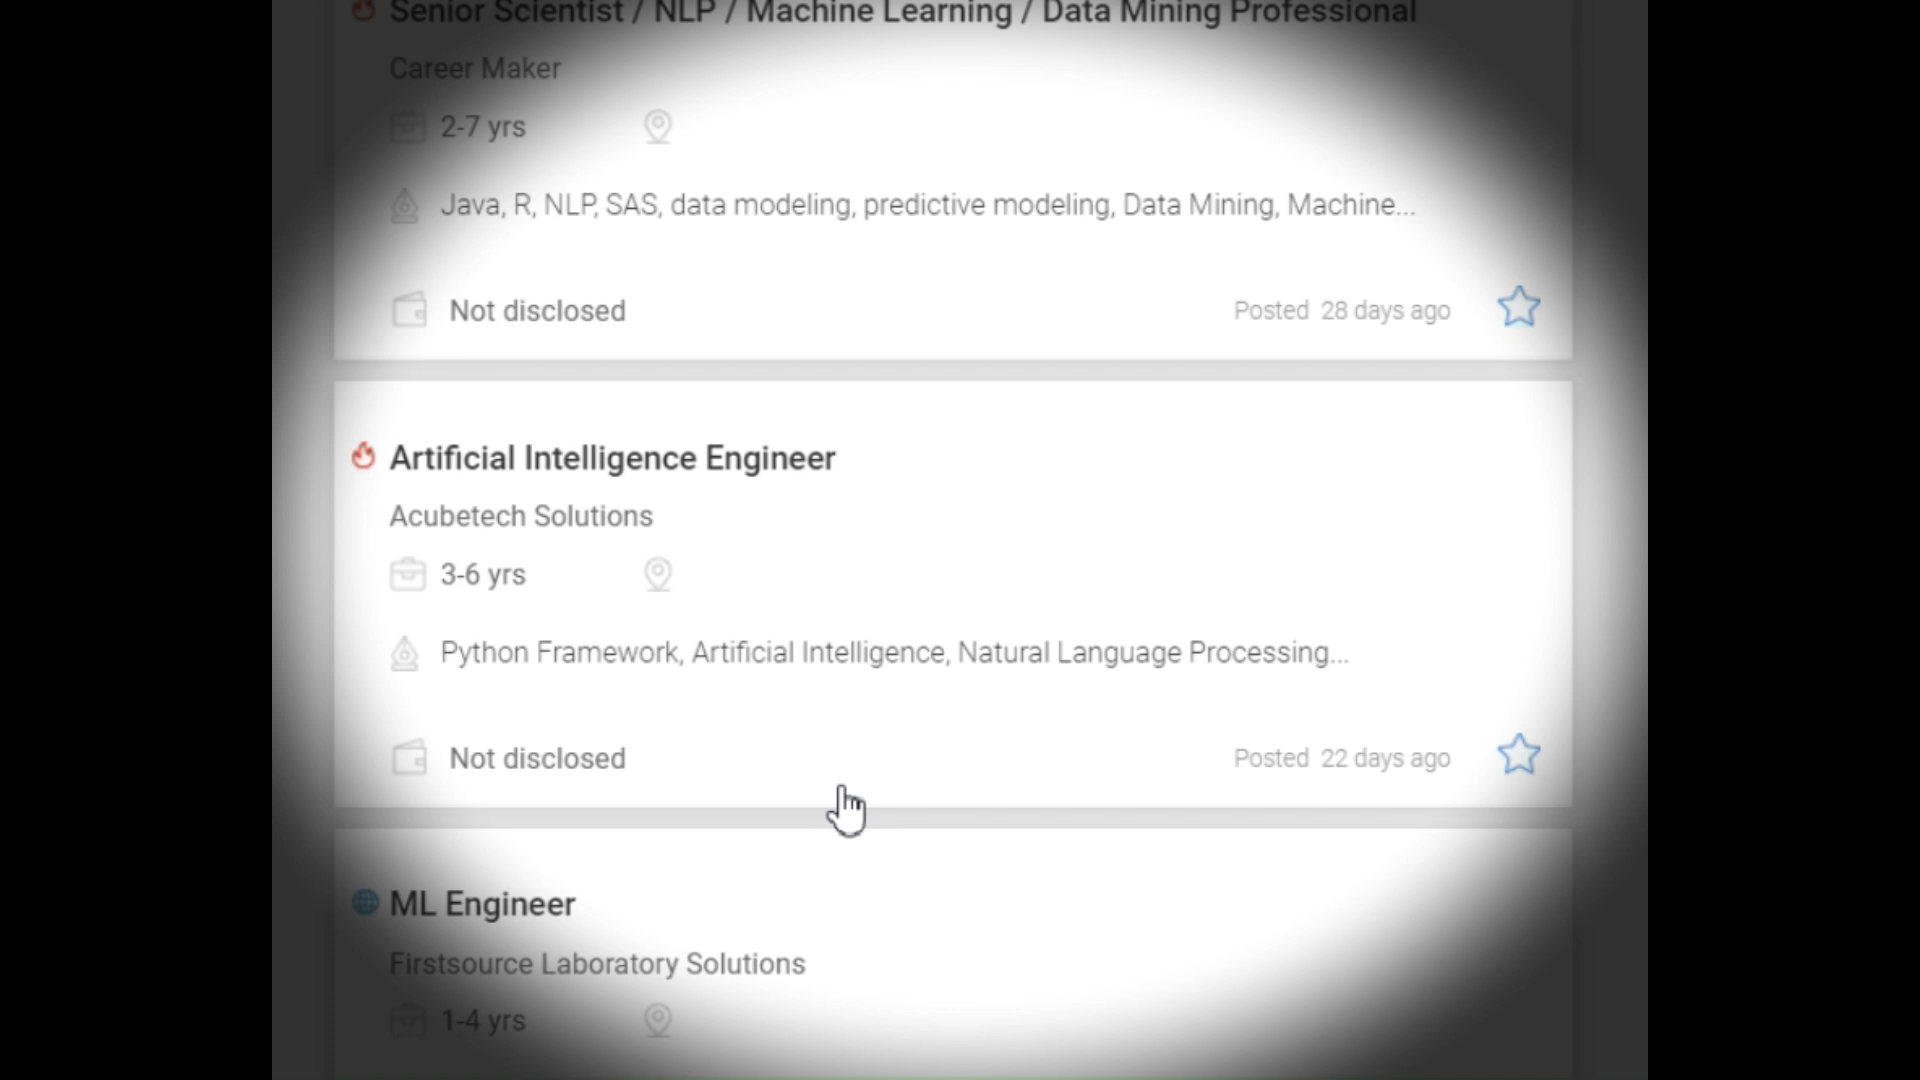 Senior Scientist / NLP / Machine Learning / Data Mining Professional
Career Maker
2-7 yrs
Java, R, NLP, SAS, data modeling, predictive modeling, Data Mining, Machine...
Not disclosed
Posted 28 days ago
Artificial Intelligence Engineer
Acubetech Solutions
3-6 yrs
Python Framework, Artificial Intelligence, Natural Language Processing...
Not disclosed
Posted 22 days ago
ML Engineer
Firstsource Laboratory Solutions
1-4 yrs